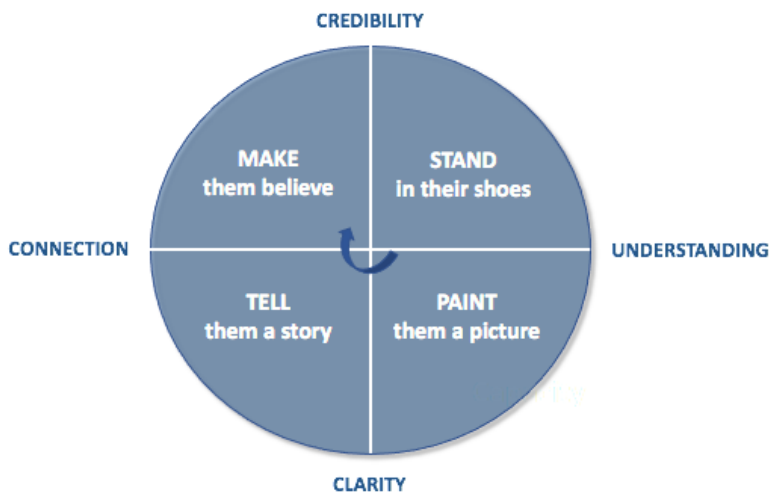 CREDIBILITY
MAKE
them believe
STAND
in their shoes
CONNECTION
UNDERSTANDING
TELL
them a story
PAINT
them a picture
CLARITY